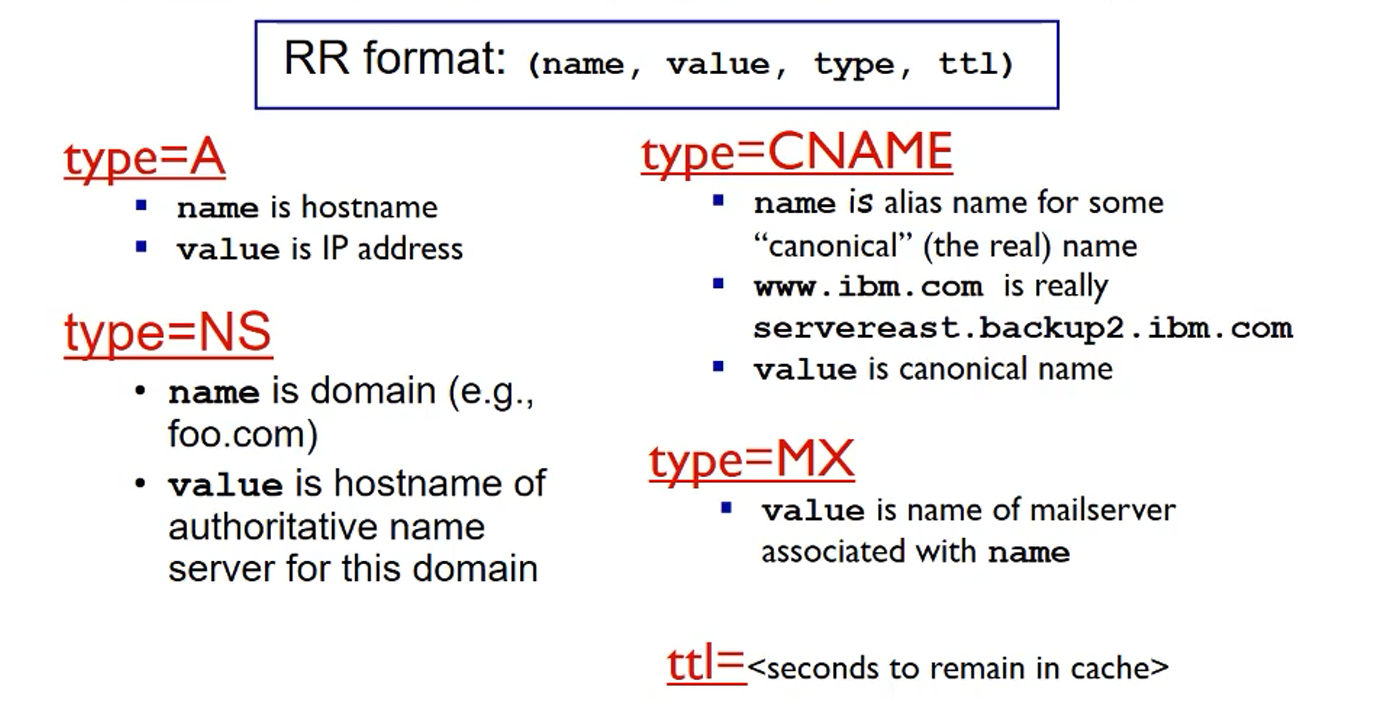 RR format: (name, value, type, ttl)
type=A
▪ name is hostname
▪ value is IP address
type=NS
• name is domain (e.g.,
foo.com)
• value is hostname of
authoritative name
server for this domain
type=CNAME
▪ name is alias name for some
“canonical” (the real) name
▪ www.ibm.com is really
servereast.backup2.ibm.com
▪ value is canonical name
type=MX
▪ value is name of mailserver
associated with name
ttl=<seconds to remain in cache>